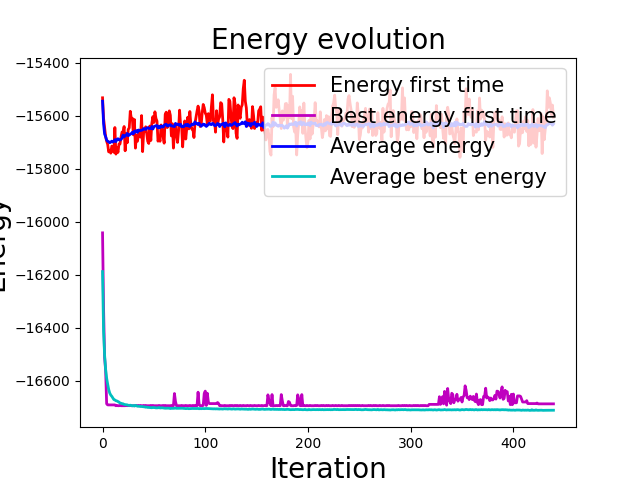 Energy evolution
−15400
−15600
−15800
−16000
−16200
−16400
−16600
Energy
Energy first time
Best energy first time
Average energy
Average best energy
0
100
200
300
400
Iteration